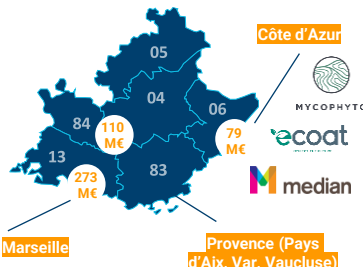 Côte d'Azur
05
MYCOPHYTO
04
06
84
110
M€
79
M€
ecoat
13
83
273
M€
median
Marseille
Provence (Pays
d'Aix, Var, Vaucluse)